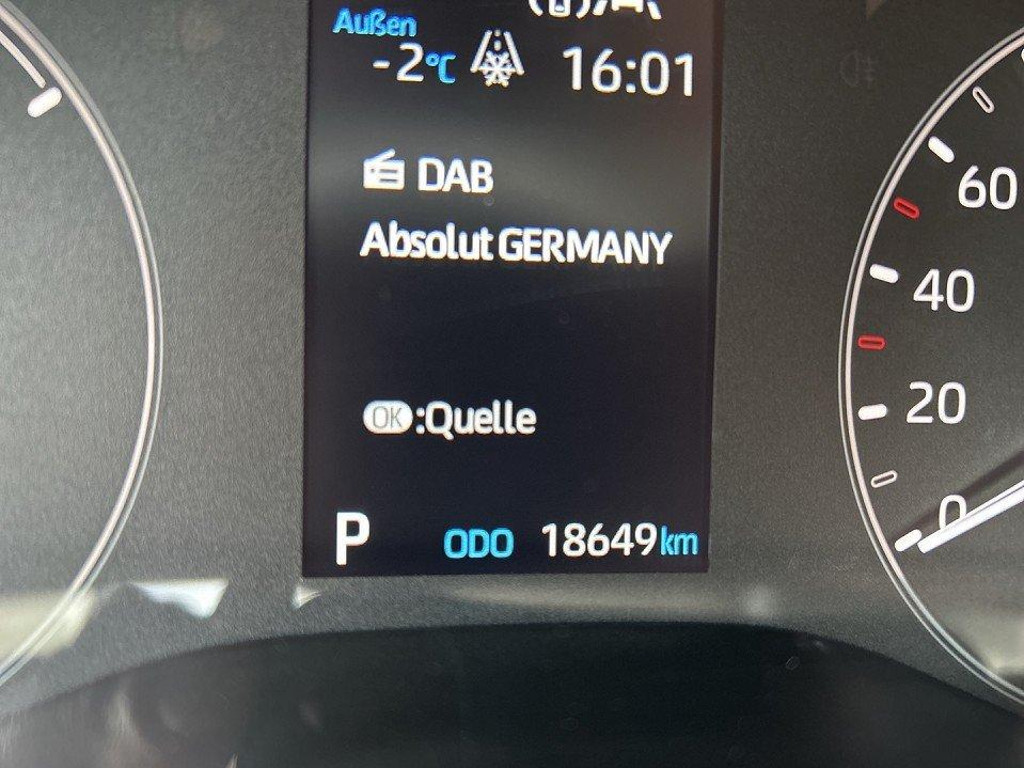 Außen
-2°C 16:01
DAB
Absolut GERMANY
OK:Quelle
P ODO 18649km
60
40
20
0